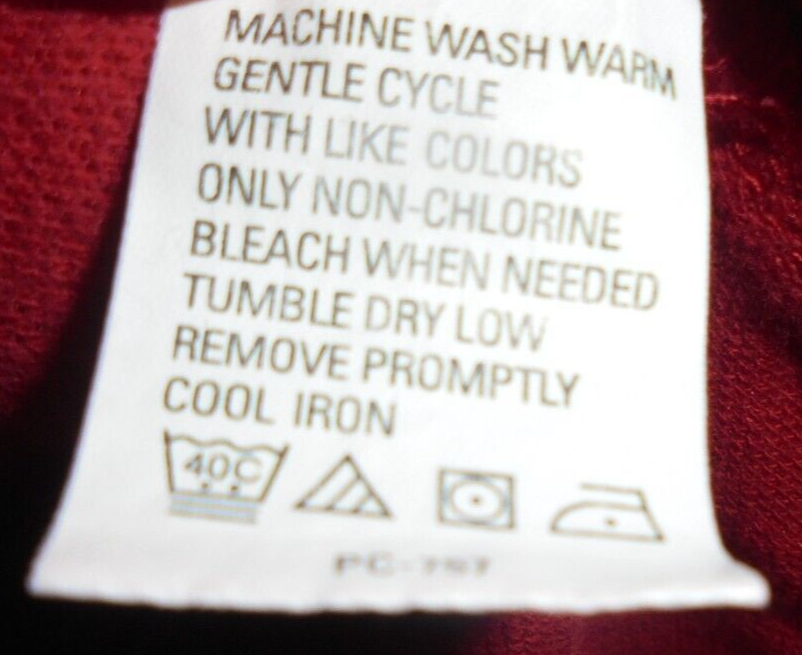 MACHINE WASH WARM
GENTLE CYCLE
WITH LIKE COLORS
ONLY NON-CHLORINE
BLEACH WHEN NEEDED
TUMBLE DRY LOW
REMOVE PROMPTLY
COOL IRON
40C